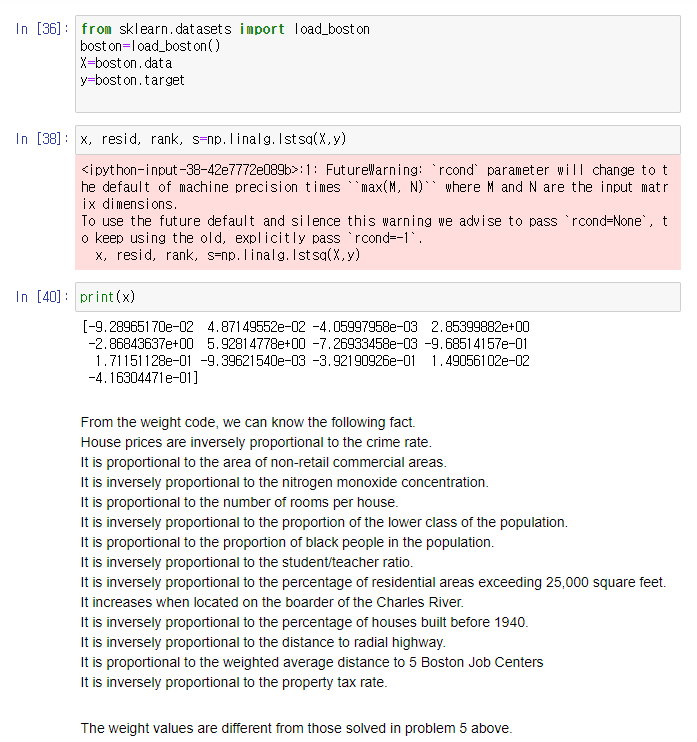 In [36]: from sklearn.datasets import load_boston
boston=load_boston()
X=boston.data
y=boston.target
In [38]: x, resid, rank, s=np.linalg.lstsq(X,y)
<ipython-input-38-42e7772e089b>:1: FutureWarning: `rcond` parameter will change to t
he default of machine precision times ``max(M, N)`` where M and N are the input matr
ix dimensions.
To use the future default and silence this warning we advise to pass `rcond=None`, t
o keep using the old, explicitly pass `rcond=-1`.
x, resid, rank, s=np.linalg.lstsq(X,y)
In [40]: print(x)
[-9.28965170e-02 4.87149552e-02 -4.05997958e-03 2.85399882e+00
-2.86843637e+00 5.92814778e+00 -7.26933458e-03 -9.68514157e-01
1.71151128e-01 -9.39621540e-03 -3.92190926e-01 1.49056102e-02
-4.16304471e-01]
From the weight code, we can know the following fact.
House prices are inversely proportional to the crime rate.
It is proportional to the area of non-retail commercial areas.
It is inversely proportional to the nitrogen monoxide concentration.
It is proportional to the number of rooms per house.
It is inversely proportional to the proportion of the lower class of the population.
It is proportional to the proportion of black people in the population.
It is inversely proportional to the student/teacher ratio.
It is inversely proportional to the percentage of residential areas exceeding 25,000 square feet.
It increases when located on the boarder of the Charles River.
It is inversely proportional to the percentage of houses built before 1940.
It is inversely proportional to the distance to radial highway.
It is proportional to the weighted average distance to 5 Boston Job Centers
It is inversely proportional to the property tax rate.
The weight values are different from those solved in problem 5 above.